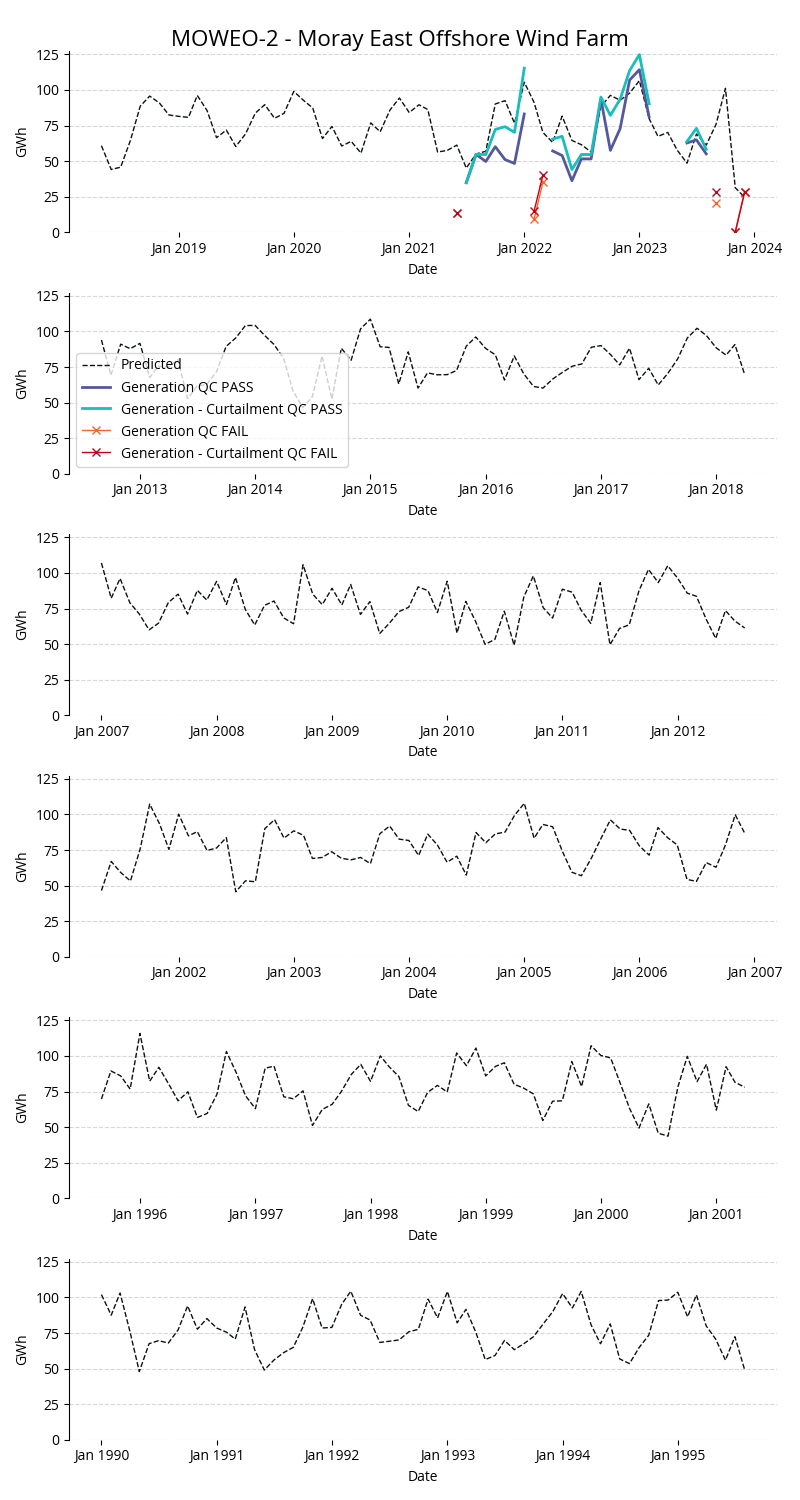 MOWEO-2 - Moray East Offshore Wind Farm
125
100
75
50
25
0
GWh
Jan 2019 Jan 2020 Jan 2021 Jan 2022 Jan 2023 Jan 2024
Date
125
100
75
50
25
0
GWh
Predicted
Generation QC PASS
Generation - Curtailment QC PASS
Generation QC FAIL
Generation - Curtailment QC FAIL
Jan 2013 Jan 2014 Jan 2015 Jan 2016 Jan 2017 Jan 2018
Date
125
100
75
50
25
0
GWh
Jan 2007 Jan 2008 Jan 2009 Jan 2010 Jan 2011 Jan 2012
Date
125
100
75
50
25
0
GWh
Jan 2002 Jan 2003 Jan 2004 Jan 2005 Jan 2006 Jan 2007
Date
125
100
75
50
25
0
GWh
Jan 1996 Jan 1997 Jan 1998 Jan 1999 Jan 2000 Jan 2001
Date
125
100
75
50
25
0
GWh
Jan 1990 Jan 1991 Jan 1992 Jan 1993 Jan 1994 Jan 1995
Date